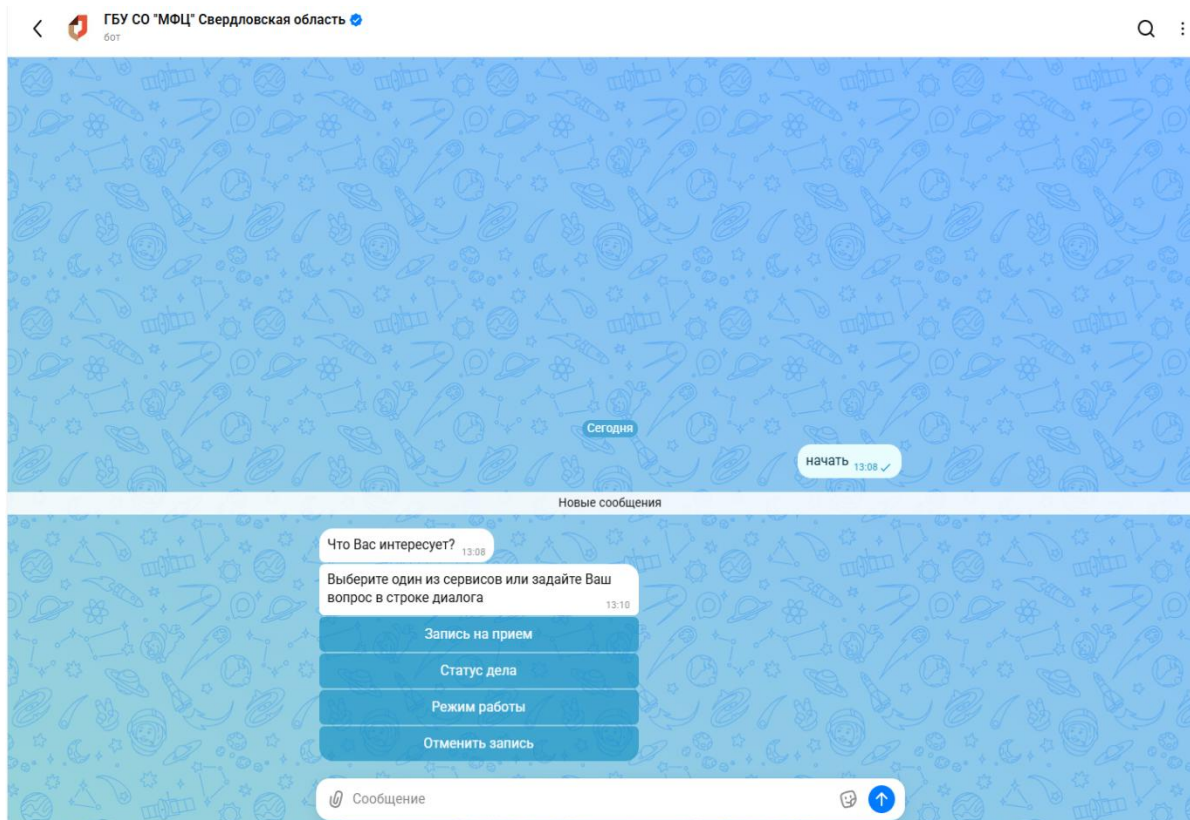 ГБУ СО "МФЦ" Свердловская область
бот
Сегодня
начать 13:08
Новые сообщения
Что Вас интересует? 13:08
Выберите один из сервисов или задайте Ваш
вопрос в строке диалога 13:10
Запись на прием
Статус дела
Режим работы
Отменить запись
Сообщение